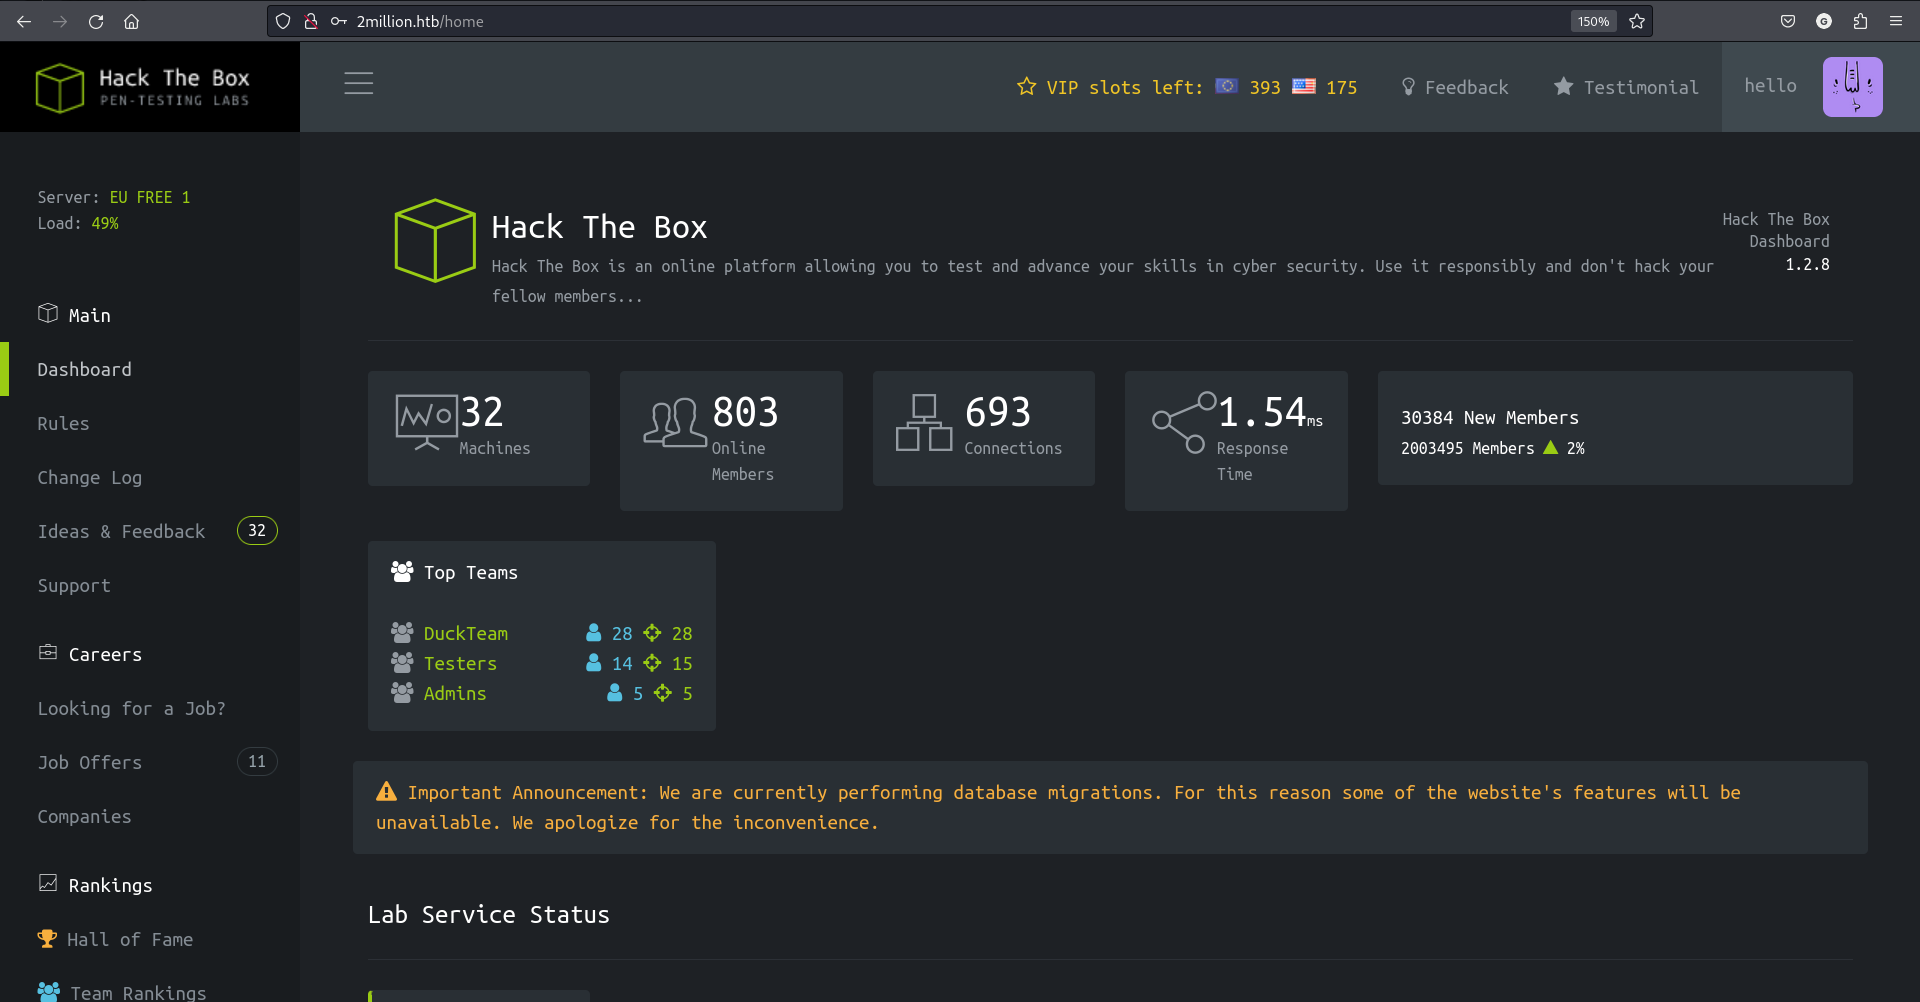 2million.htb/home
150%
G
Hack The Box
PEN-TESTING LABS
VIP slots left: 393 175
Feedback
Testimonial
hello
Server: EU FREE 1
Load: 49%
Main
Dashboard
Rules
Change Log
Ideas & Feedback 32
Support
Careers
Looking for a Job?
Job Offers 11
Companies
Rankings
Hall of Fame
Team Rankings
Hack The Box
Hack The Box is an online platform allowing you to test and advance your skills in cyber security. Use it responsibly and don't hack your
fellow members...
Hack The Box
Dashboard
1.2.8
32
Machines
803
Online
Members
693
Connections
1.54ms
Response
Time
30384 New Members
2003495 Members 2%
Top Teams
DuckTeam 28 28
Testers 14 15
Admins 5 5
Important Announcement: We are currently performing database migrations. For this reason some of the website's features will be
unavailable. We apologize for the inconvenience.
Lab Service Status